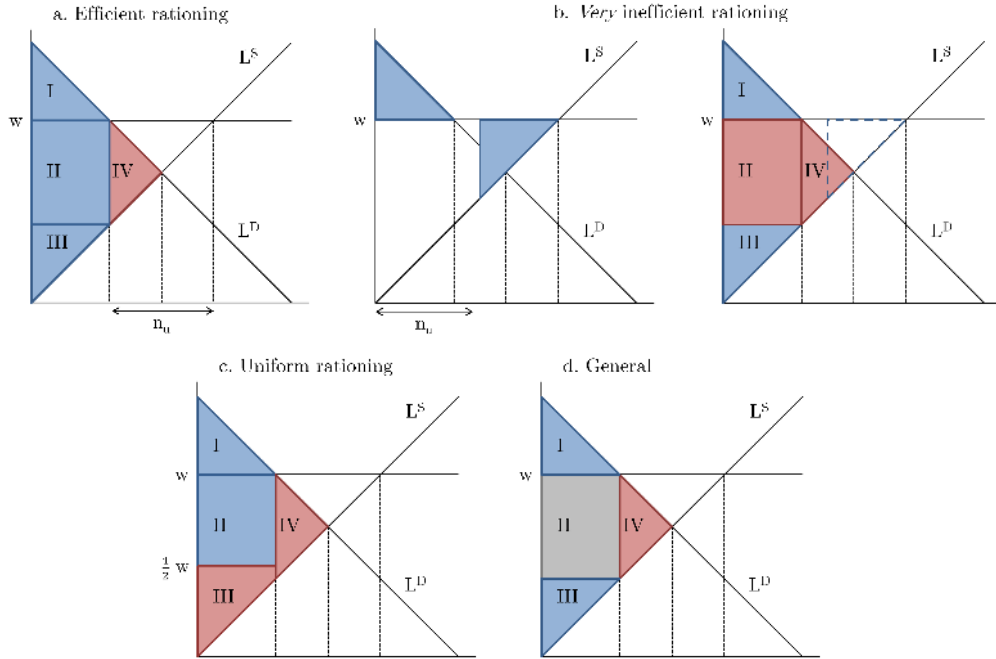 a. Efficient rationing
b. Very inefficient rationing
L^S
I
w
II
IV
III
L^D
n_u
L^S
w
L^D
n_u
L^S
I
w
II
IV
III
L^D
c. Uniform rationing
d. General
L^S
I
w
II
IV
1/2 w
III
L^D
L^S
I
w
II
IV
III
L^D